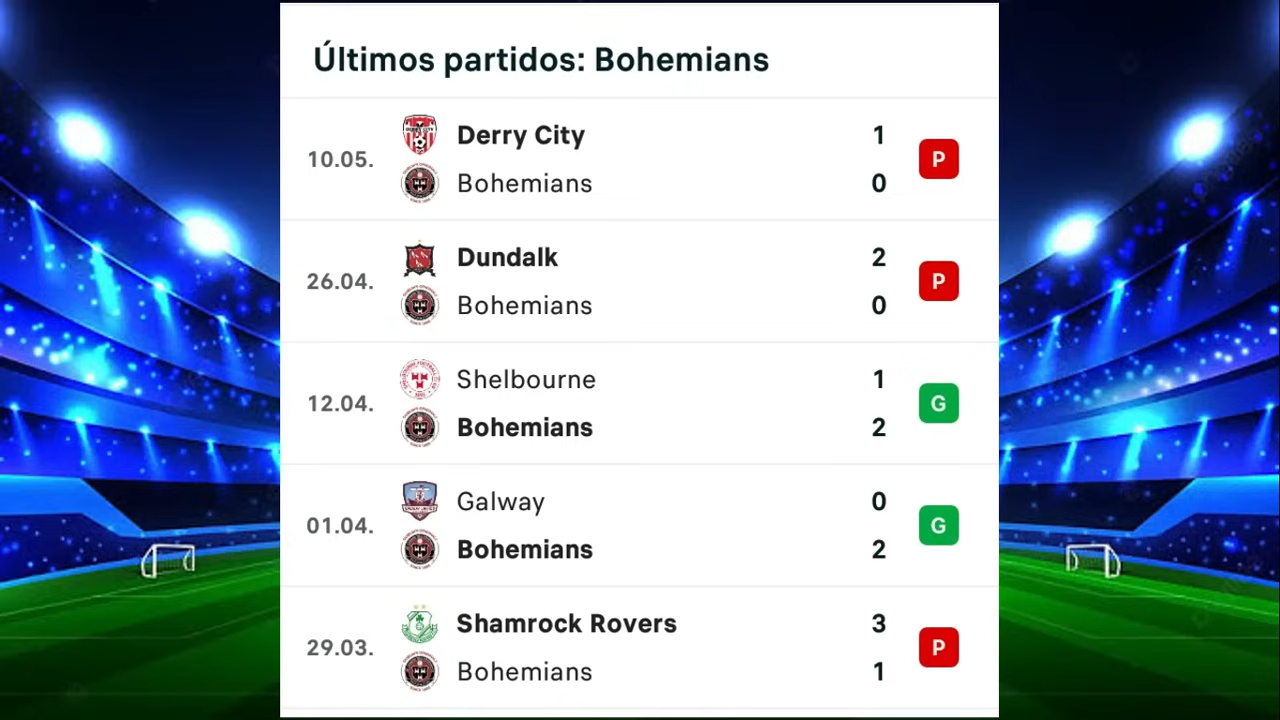 Últimos partidos: Bohemians
10.05.
Derry City 1
Bohemians 0
P
26.04.
Dundalk 2
Bohemians 0
P
12.04.
Shelbourne 1
Bohemians 2
G
01.04.
Galway 0
Bohemians 2
G
29.03.
Shamrock Rovers 3
Bohemians 1
P